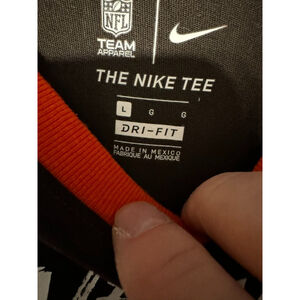 NFL
TEAM
APPAREL
THE NIKE TEE
L G G
DRI-FIT
MADE IN MEXICO
FABRIQUÉ AU MEXIQUE